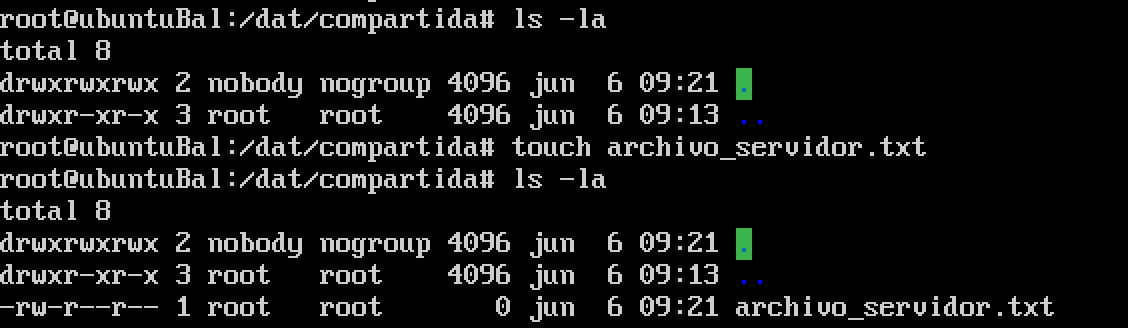 root@ubuntuBal:/dat/compartida# ls -la
total 8
drwxrwxrwx 2 nobody nogroup 4096 jun  6 09:21 .
drwxr-xr-x 3 root   root    4096 jun  6 09:13 ..
root@ubuntuBal:/dat/compartida# touch archivo_servidor.txt
root@ubuntuBal:/dat/compartida# ls -la
total 8
drwxrwxrwx 2 nobody nogroup 4096 jun  6 09:21 .
drwxr-xr-x 3 root   root    4096 jun  6 09:13 ..
-rw-r--r-- 1 root   root       0 jun  6 09:21 archivo_servidor.txt